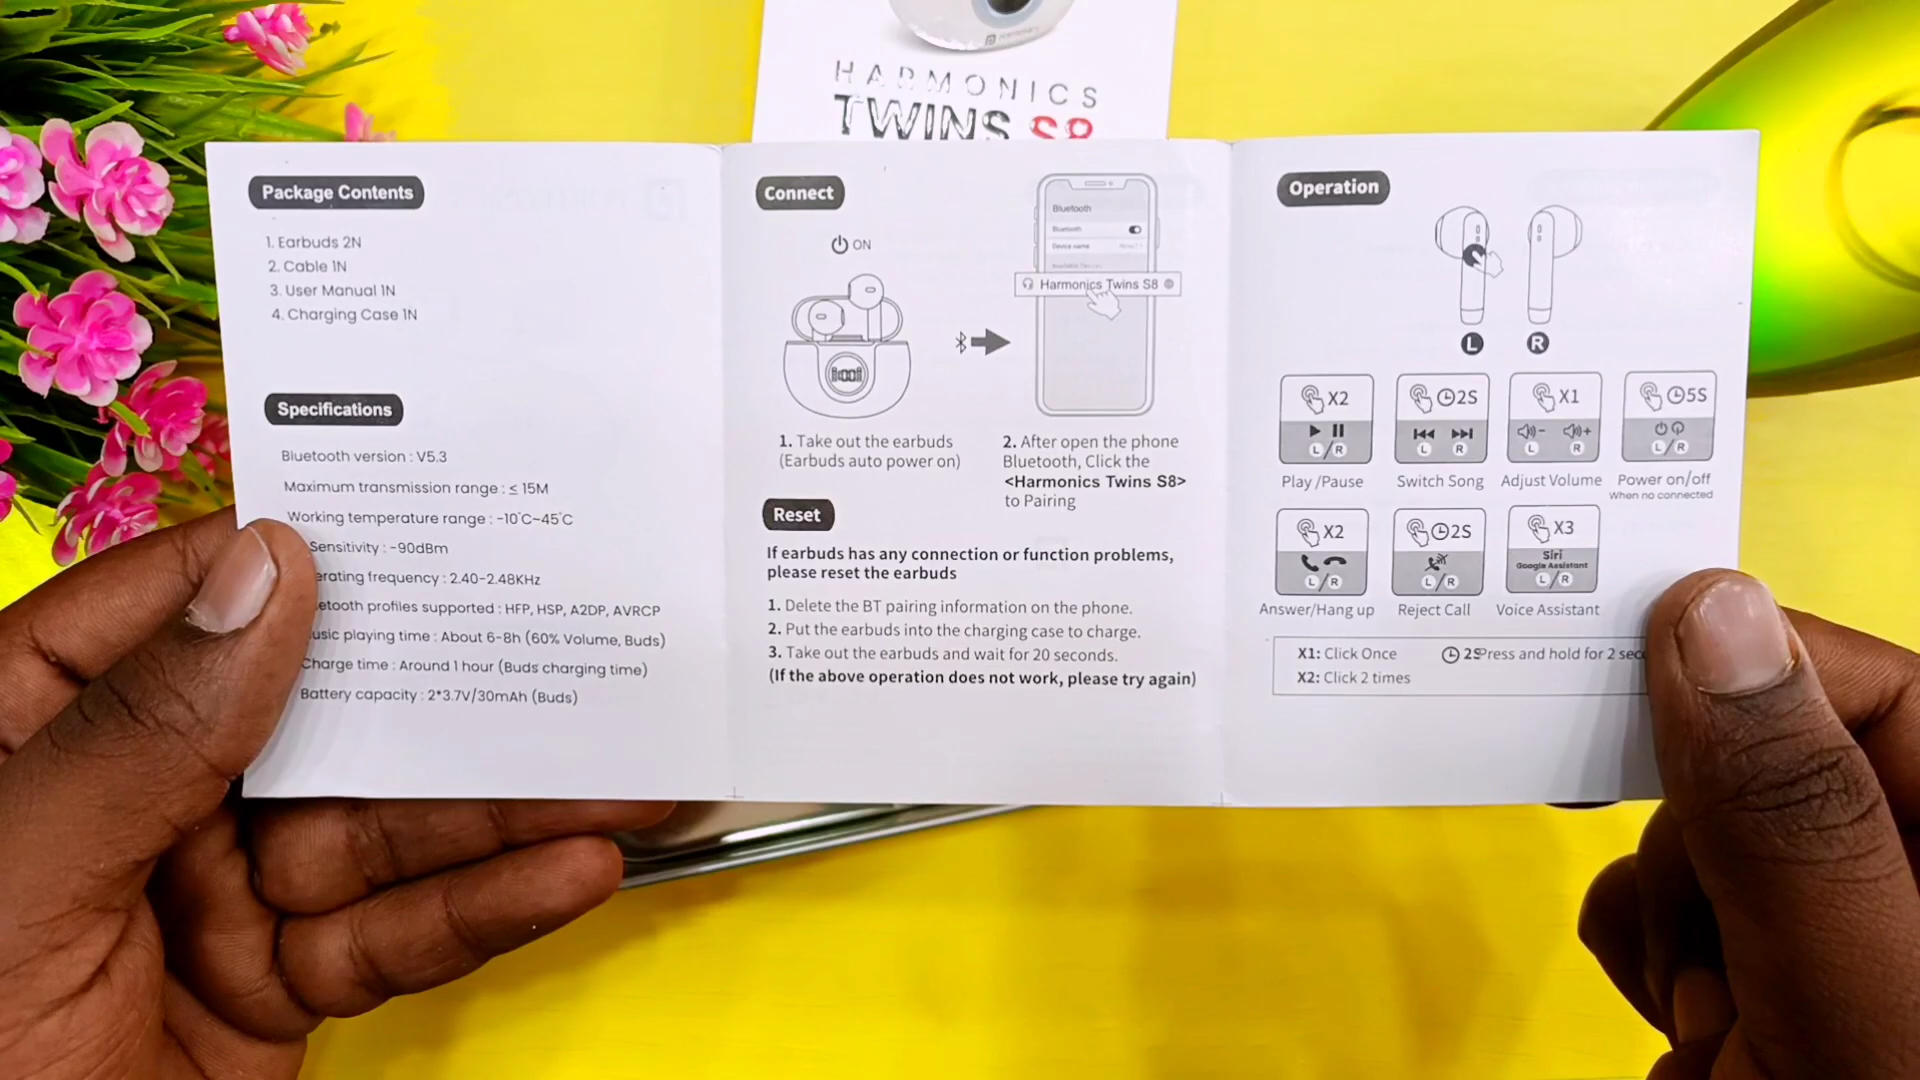 HARMONICS
TWINS S8
Package Contents
1. Earbuds 2N
2. Cable 1N
3. User Manual 1N
4. Charging Case 1N
Specifications
Bluetooth version : V5.3
Maximum transmission range : ≤ 15M
Working temperature range : -10°C~45°C
Sensitivity : -90dBm
erating frequency : 2.40-2.48KHz
etooth profiles supported : HFP, HSP, A2DP, AVRCP
usic playing time : About 6-8h (60% Volume, Buds)
Charge time : Around 1 hour (Buds charging time)
Battery capacity : 2*3.7V/30mAh (Buds)
Connect
ON
Bluetooth
Bluetooth
Device name
Harmonics Twins S8
1. Take out the earbuds
(Earbuds auto power on)
2. After open the phone
Bluetooth, Click the
<Harmonics Twins S8>
to Pairing
Reset
If earbuds has any connection or function problems,
please reset the earbuds
1. Delete the BT pairing information on the phone.
2. Put the earbuds into the charging case to charge.
3. Take out the earbuds and wait for 20 seconds.
(If the above operation does not work, please try again)
Operation
L R
X2 2S X1 5S
L/R L R L R L/R
Play /Pause Switch Song Adjust Volume Power on/off
When no connected
X2 2S X3
Siri
Google Assistant
L/R L/R L/R
Answer/Hang up Reject Call Voice Assistant
X1: Click Once 2S Press and hold for 2 sec
X2: Click 2 times